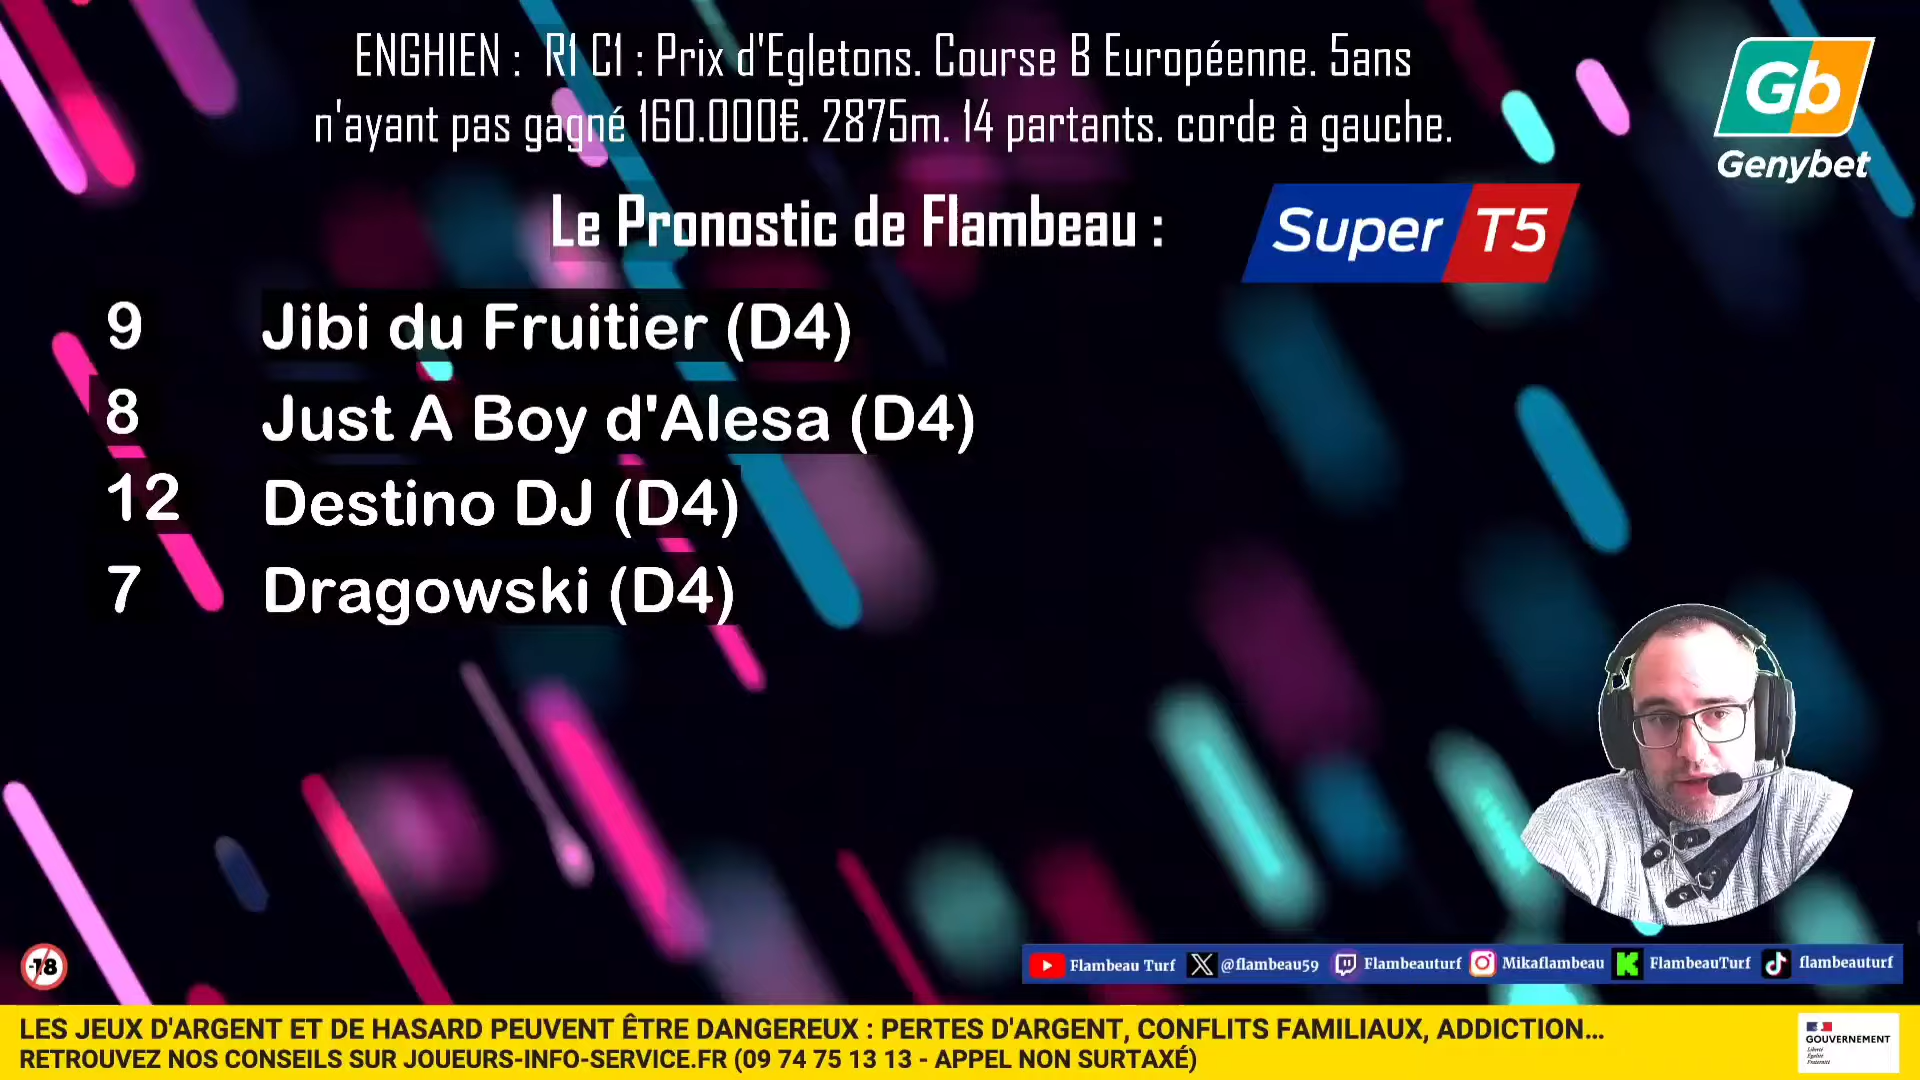 ENGHIEN : R1 C1 : Prix d'Egletons. Course B Européenne. 5ans
n'ayant pas gagné 160.000€. 2875m. 14 partants. corde à gauche.
Gb
Genybet
Le Pronostic de Flambeau :
Super T5
9 Jibi du Fruitier (D4)
8 Just A Boy d'Alesa (D4)
12 Destino DJ (D4)
7 Dragowski (D4)
-18
Flambeau Turf @flambeau59 Flambeauturf Mikaflambeau FlambeauTurf flambeauturf
LES JEUX D'ARGENT ET DE HASARD PEUVENT ÊTRE DANGEREUX : PERTES D'ARGENT, CONFLITS FAMILIAUX, ADDICTION...
RETROUVEZ NOS CONSEILS SUR JOUEURS-INFO-SERVICE.FR (09 74 75 13 13 - APPEL NON SURTAXÉ)
GOUVERNEMENT
Liberté
Égalité
Fraternité